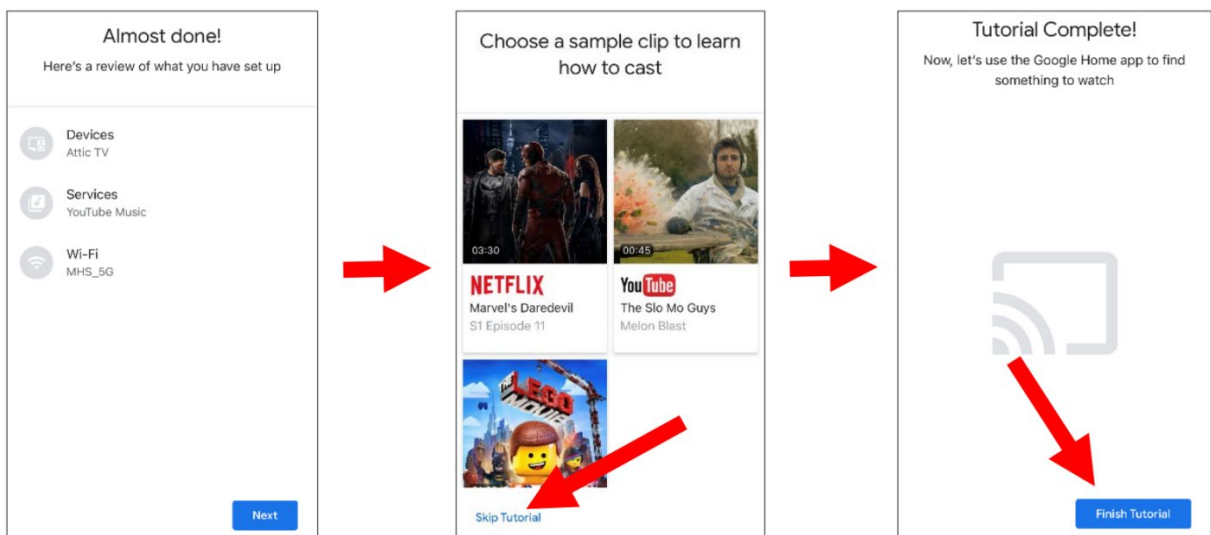 Almost done!
Here's a review of what you have set up
Devices
Attic TV
Services
YouTube Music
Wi-Fi
MHS_5G
Next
Choose a sample clip to learn
how to cast
03:30
NETFLIX
Marvel's Daredevil
S1 Episode 11
00:45
YouTube
The Slo Mo Guys
Melon Blast
THE
LEGO
MOVIE
Skip Tutorial
Tutorial Complete!
Now, let's use the Google Home app to find
something to watch
Finish Tutorial